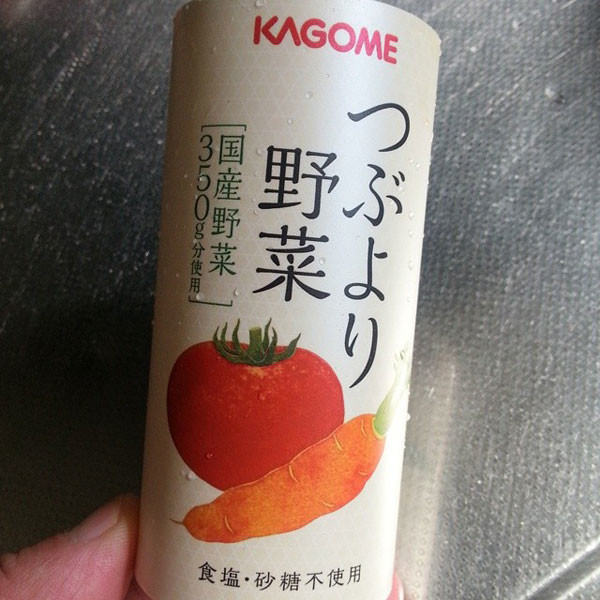 KAGOME
つぶより
野菜
[国産野菜
350g分使用]
食塩・砂糖不使用